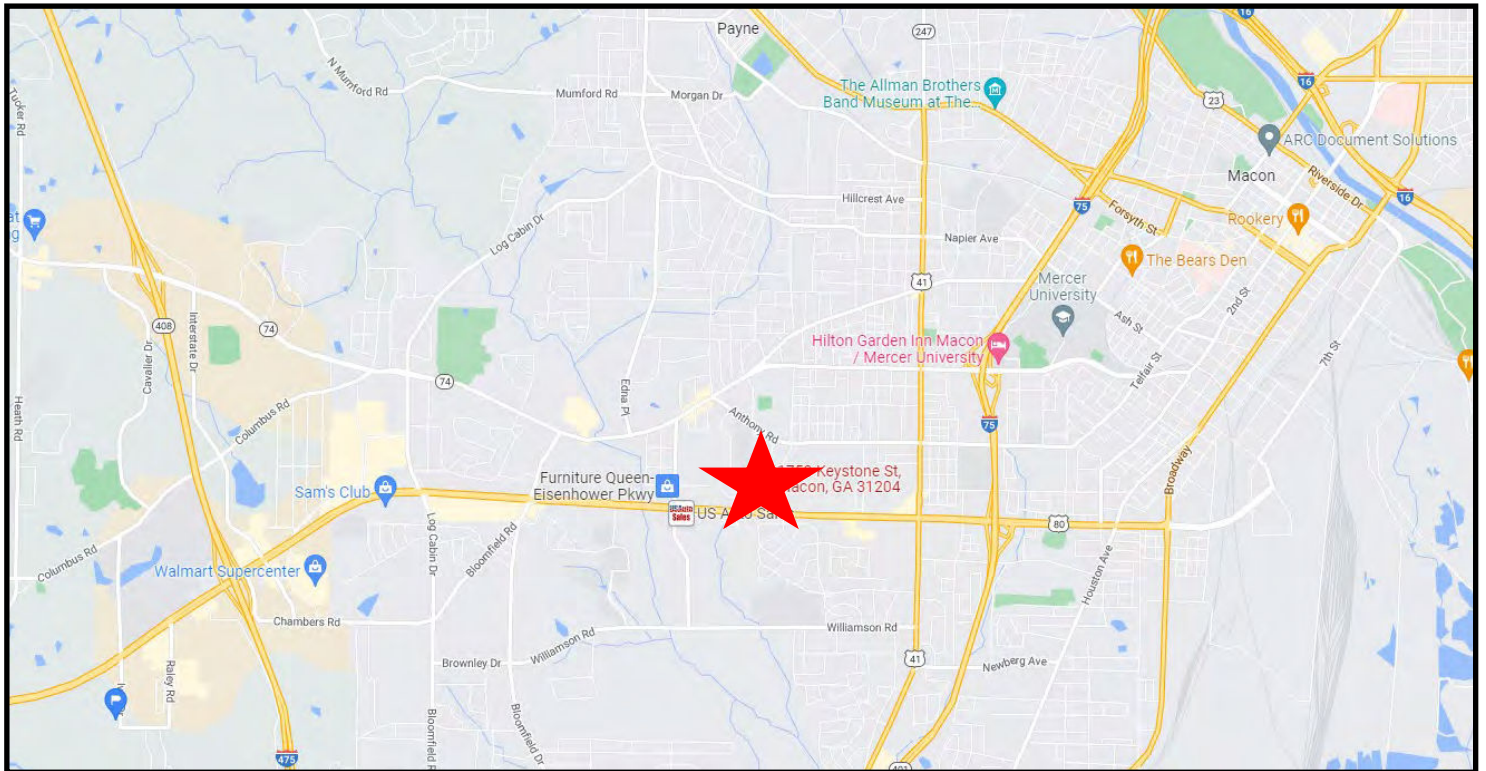 Payne
247
16
N Mumford Rd
Mumford Rd
Morgan Dr
The Allman Brothers
Band Museum at The...
16
23
Tucker Rd
ARC Document Solutions
Macon
Riverside Dr
16
Hillcrest Ave
75
Forsyth St
Rookery
Log Cabin Dr
Napier Ave
The Bears Den
Mercer
University
41
2nd St
Ash St
408
74
Interstate Dr
Cavalier Dr
Hilton Garden Inn Macon
/ Mercer University
7th St
Telfair St
74
Edna Pl
Heath Rd
Columbus Rd
Anthony Rd
75
Broadway
Keystone St,
Macon, GA 31204
Furniture Queen-
Eisenhower Pkwy
Sam's Club
US Auto
Sales
80
Log Cabin Dr
Bloomfield Rd
Columbus Rd
Walmart Supercenter
Houston Ave
Chambers Rd
Williamson Rd
Williamson Rd
41
Brownley Dr
Newberg Ave
Raley Rd
Bloomfield Dr
475